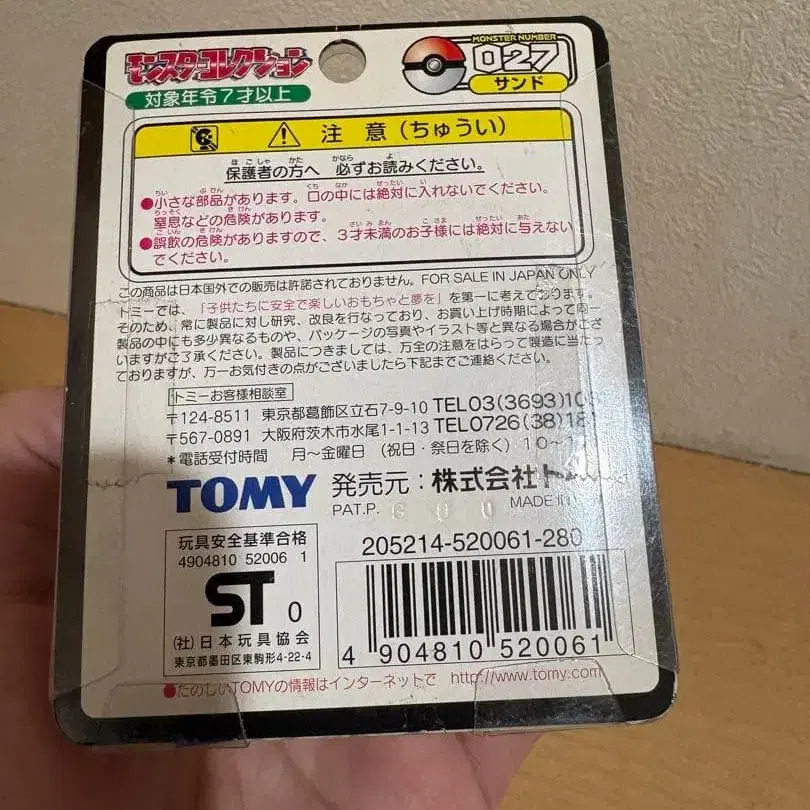 モンスターコレクション
対象年令7才以上
MONSTER NUMBER
027
サンド
注意(ちゅうい)
保護者の方へ 必ずお読みください。
●小さな部品があります。口の中には絶対に入れないでください。
窒息などの危険があります。
●誤飲の危険がありますので、3才未満のお子様には絶対に与えない
でください。
この商品は日本国外での販売は許諾されておりません。FOR SALE IN JAPAN ONLY
トミーでは、「子供たちに安全で楽しいおもちゃと夢を」を第一に考えております。
そのため、常に製品に対し研究、改良を行なっており、お買い上げ時期によって同一
製品の中にも多少異なるものや、パッケージの写真やイラスト等と異なる場合がござ
いますがご了承ください。製品につきましては、万全の注意をはらって製造に当たっ
ておりますが、万一お気付きの点がございましたら下記までご連絡ください。
トミーお客様相談室
〒124-8511 東京都葛飾区立石7-9-10 TEL03(3693)10
〒567-0891 大阪府茨木市水尾1-1-13 TEL0726(38)181
*電話受付時間 月〜金曜日 (祝日・祭日を除く) 10〜
TOMY 発売元:株式会社ト
PAT.P. MADE IN
玩具安全基準合格
4904810 52006 1
ST 0
(社)日本玩具協会
東京都墨田区東駒形4-22-4
205214-520061-280
4 904810 520061
●たのしいTOMYの情報はインターネットで http://www.tomy.com